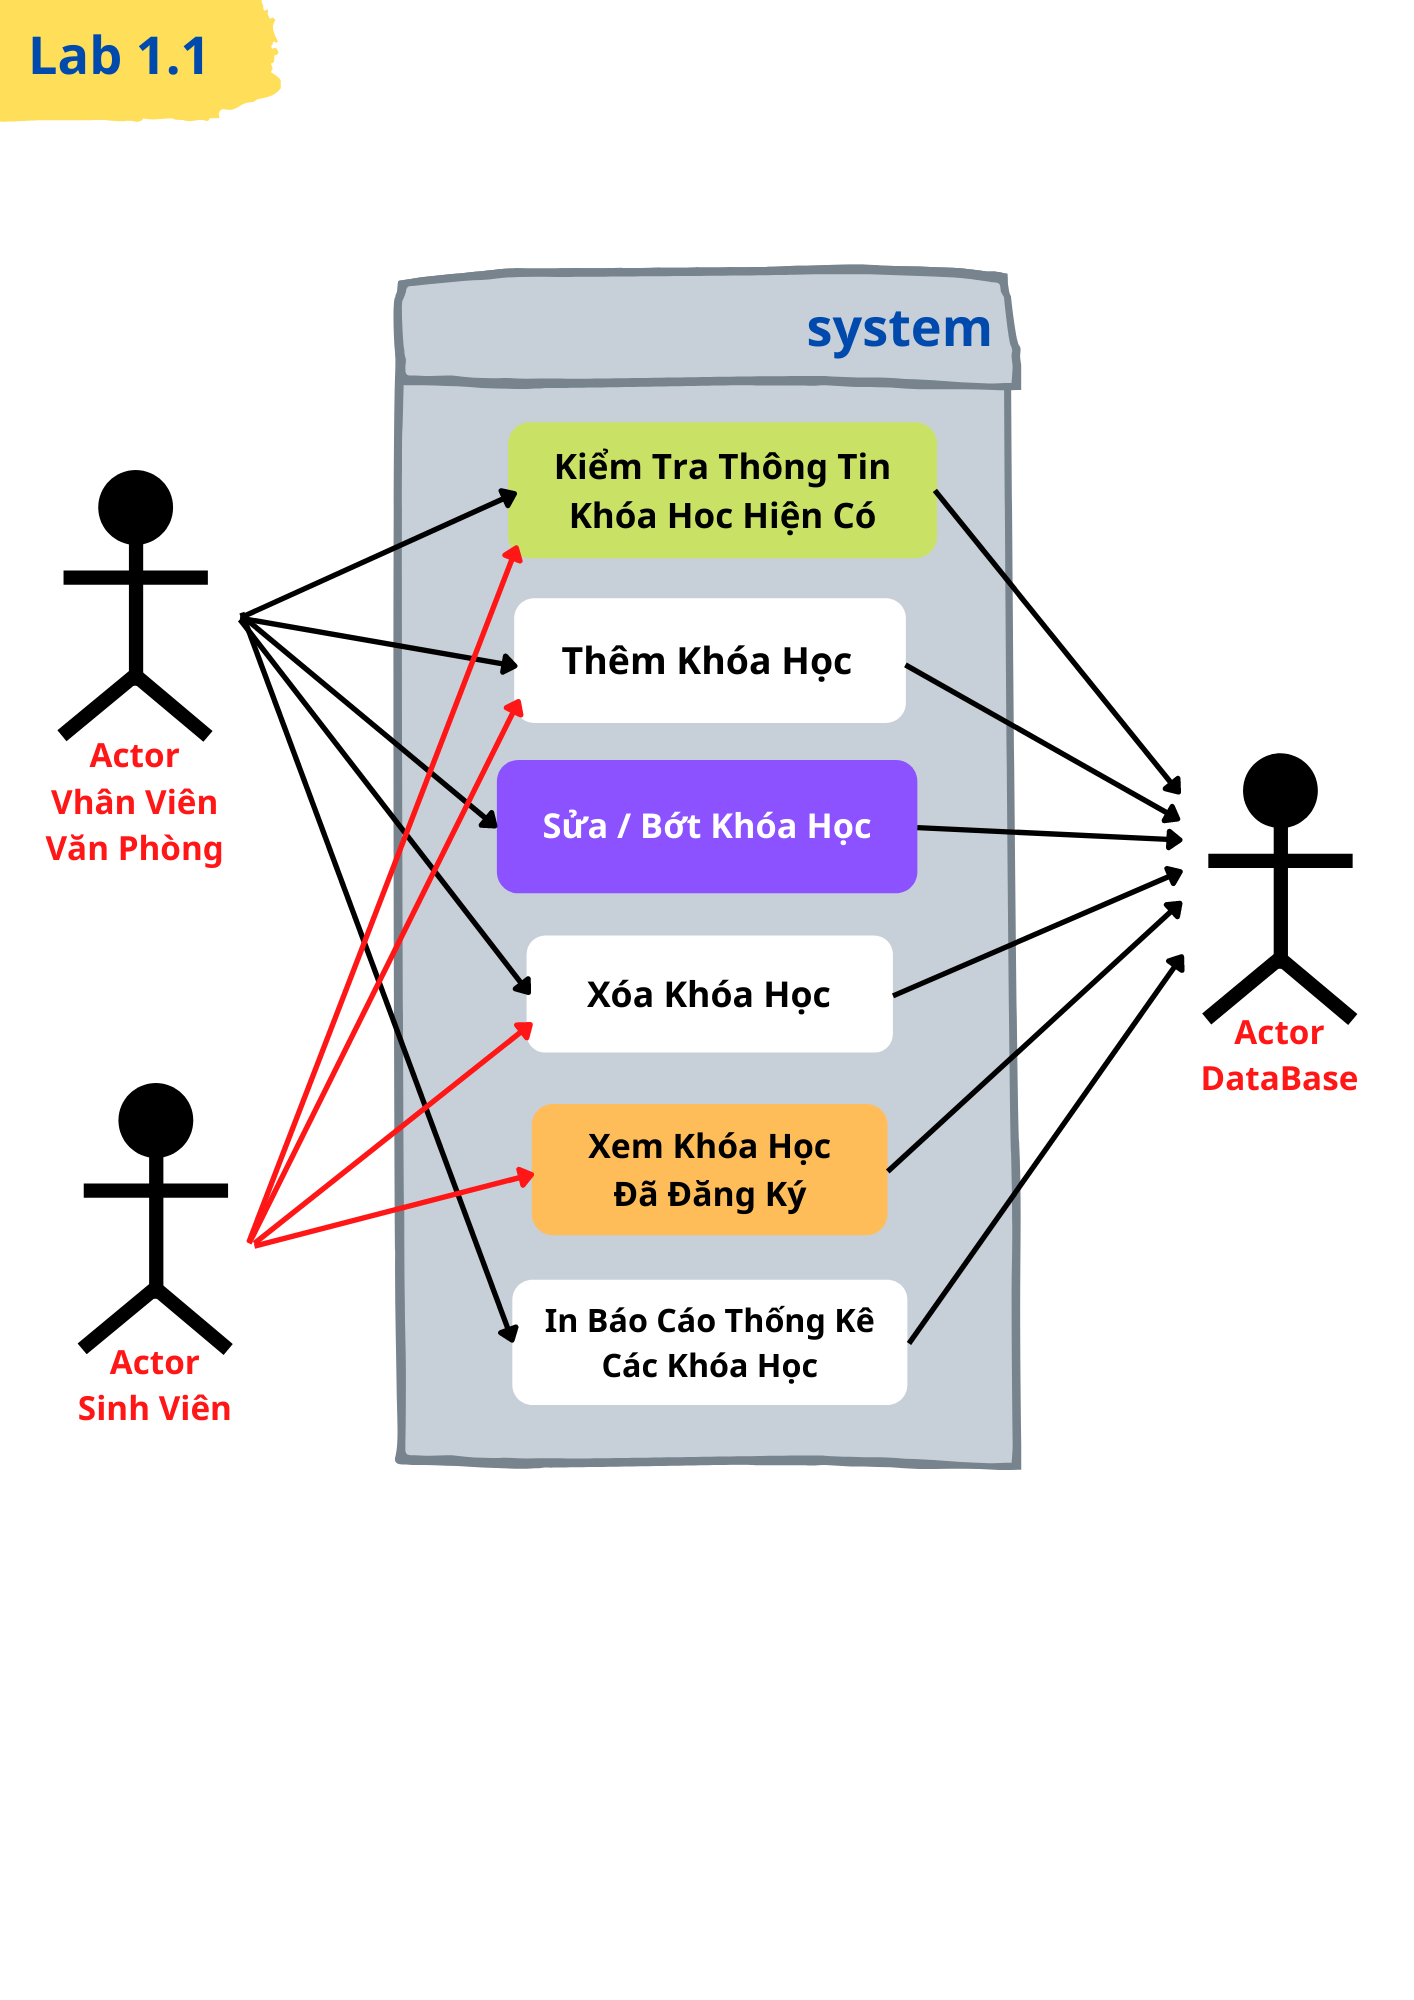 Lab 1.1
system
Kiểm Tra Thông Tin
Khóa Hoc Hiện Có
Thêm Khóa Học
Sửa / Bớt Khóa Học
Xóa Khóa Học
Xem Khóa Học
Đã Đăng Ký
In Báo Cáo Thống Kê
Các Khóa Học
Actor
Vhân Viên
Văn Phòng
Actor
Sinh Viên
Actor
DataBase